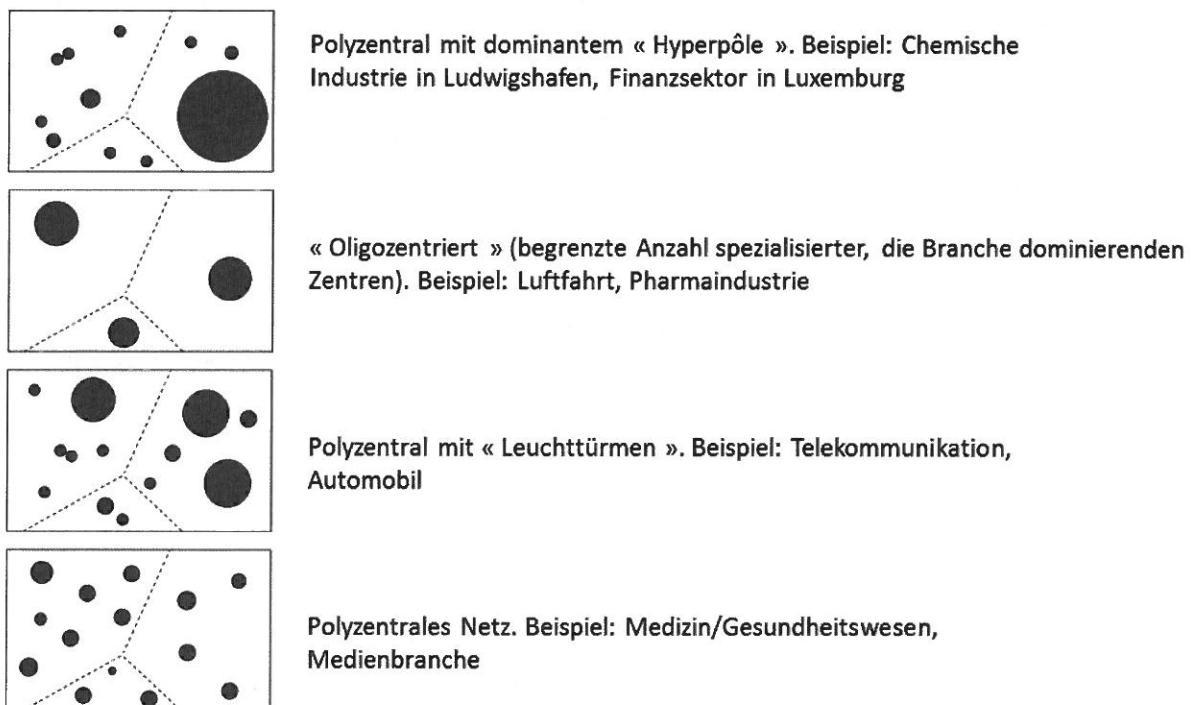 Polyzentral mit dominantem « Hyperpôle ». Beispiel: Chemische
Industrie in Ludwigshafen, Finanzsektor in Luxemburg
« Oligozentriert » (begrenzte Anzahl spezialisierter, die Branche dominierenden
Zentren). Beispiel: Luftfahrt, Pharmaindustrie
Polyzentral mit « Leuchttürmen ». Beispiel: Telekommunikation,
Automobil
Polyzentrales Netz. Beispiel: Medizin/Gesundheitswesen,
Medienbranche